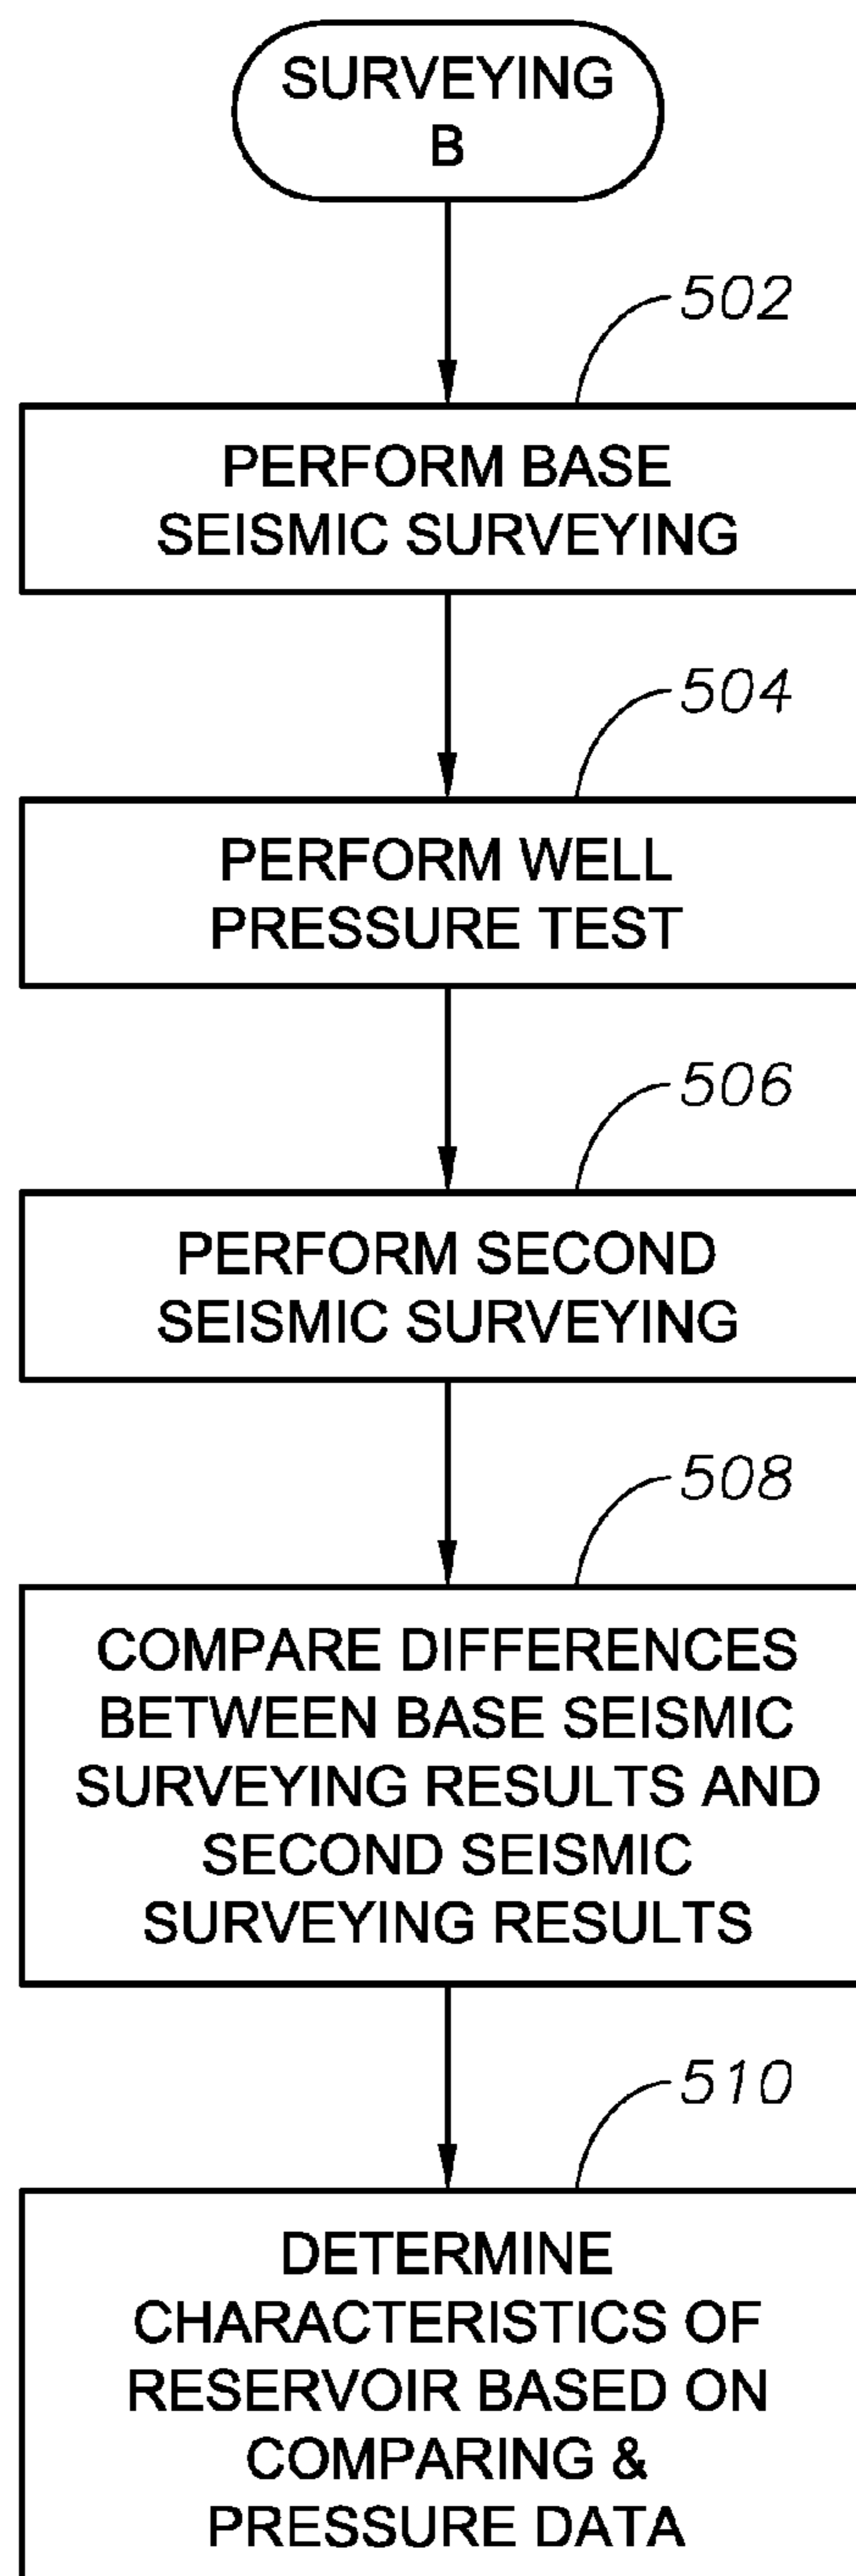 SURVEYING
B
502
PERFORM BASE
SEISMIC SURVEYING
504
PERFORM WELL
PRESSURE TEST
506
PERFORM SECOND
SEISMIC SURVEYING
508
COMPARE DIFFERENCES
BETWEEN BASE SEISMIC
SURVEYING RESULTS AND
SECOND SEISMIC
SURVEYING RESULTS
510
DETERMINE
CHARACTERISTICS OF
RESERVOIR BASED ON
COMPARING &
PRESSURE DATA